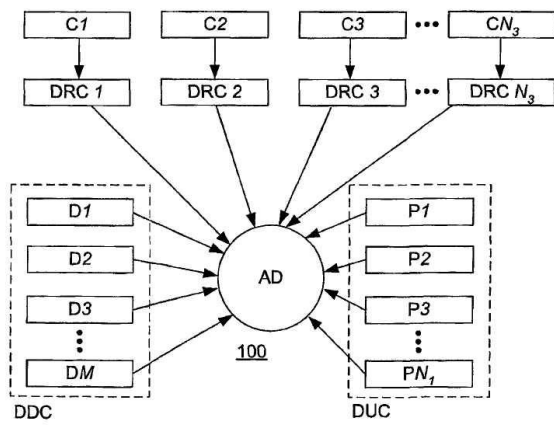 C1 C2 C3 ••• CN₃
DRC 1 DRC 2 DRC 3 ••• DRC N₃
D1 P1
D2 AD P2
D3 P3
100
DM PN₁
DDC DUC